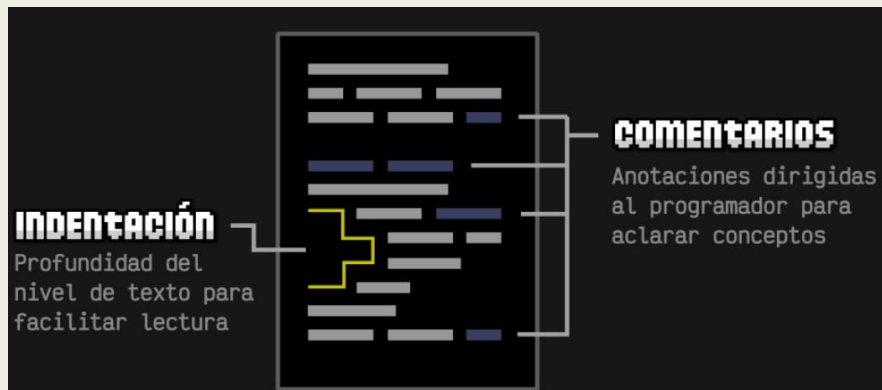 INDENTACIÓN
Profundidad del
nivel de texto para
facilitar lectura
COMENTARIOS
Anotaciones dirigidas
al programador para
aclarar conceptos